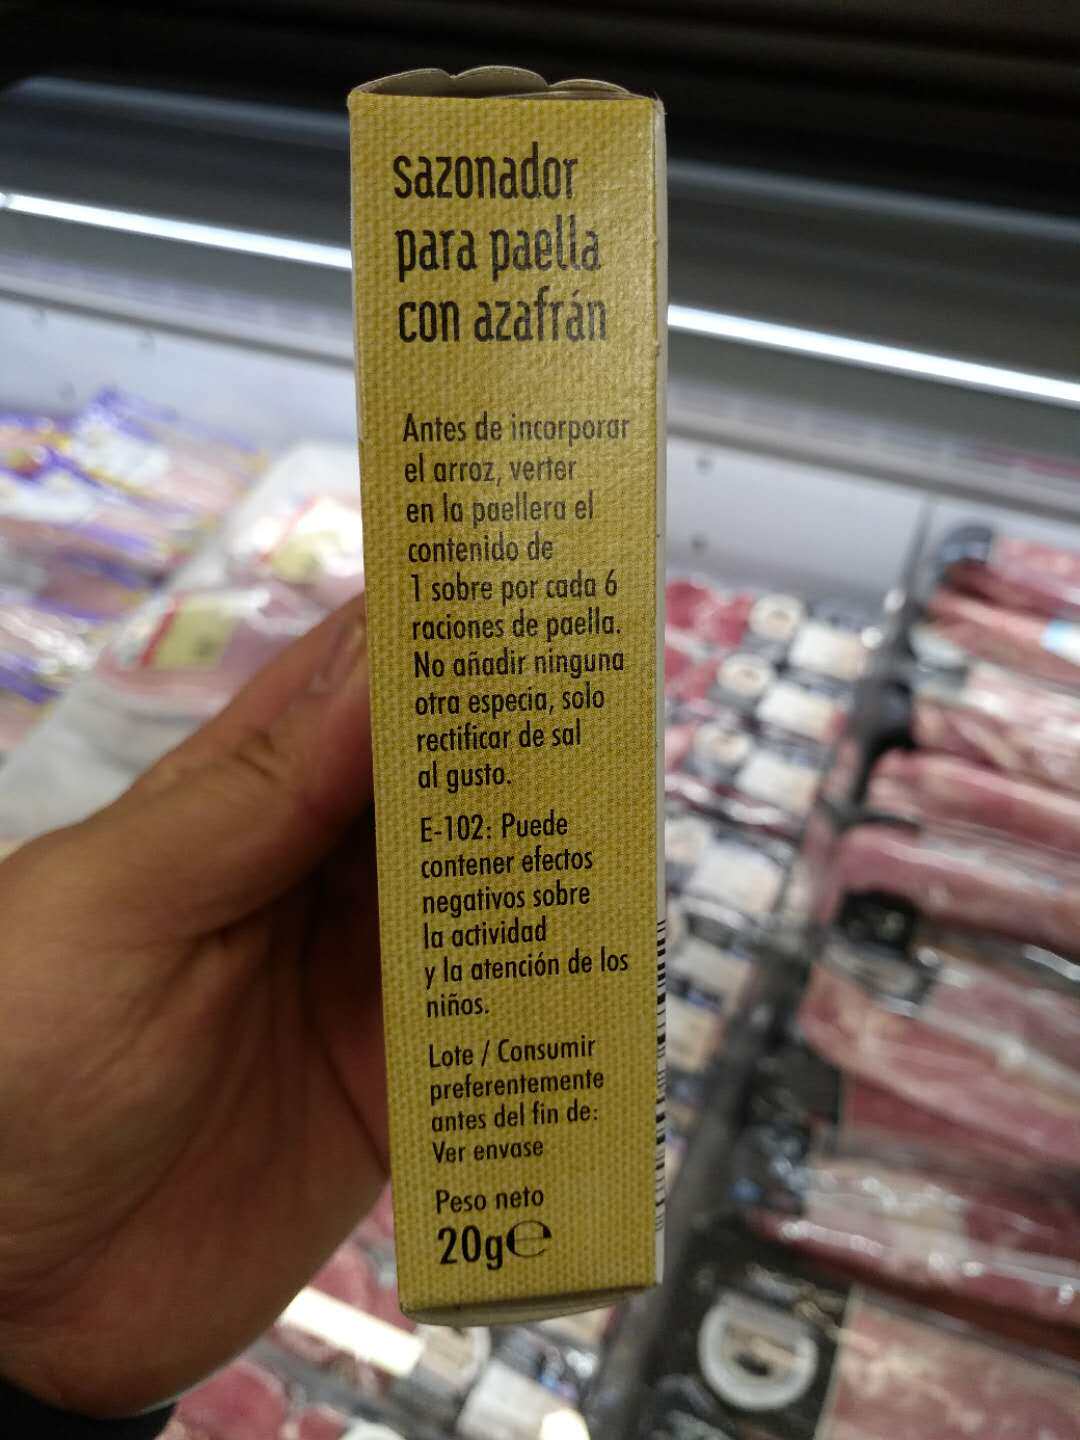 sazonador
para paella
con azafrán
Antes de incorporar
el arroz, verter
en la paellera el
contenido de
1 sobre por cada 6
raciones de paella.
No añadir ninguna
otra especia, solo
rectificar de sal
al gusto.
E-102: Puede
contener efectos
negativos sobre
la actividad
y la atención de los
niños.
Lote / Consumir
preferentemente
antes del fin de:
Ver envase
Peso neto
20g℮